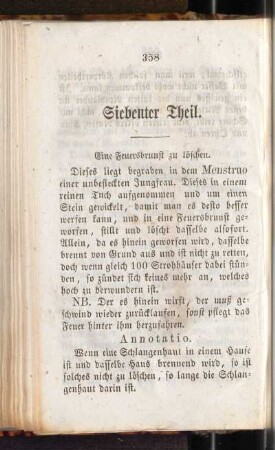 358
Siebenter Theil.
Eine Feuersbrunst zu löschen.
Dieses liegt begraben in dem Menstruo
einer unbefleckten Jungfrau. Dieses in einem
reinen Tuch aufgenommen und um einen
Stein gewickelt, damit man es desto besser
werfen kann, und in eine Feuersbrunst ge-
worfen, stillt und löscht dasselbe alsofort.
Allein, da es hinein geworfen wird, dasselbe
brennt von Grund aus und ist nicht zu retten,
doch wenn gleich 100 Strohhäuser dabei stün-
den, so zündet sich keines mehr an, welches
hoch zu verwundern ist.
NB. Der es hinein wirft, der muß ge-
schwind wieder zurücklaufen, sonst pflegt das
Feuer hinter ihm herzufahren.
Annotatio.
Wenn eine Schlangenhaut in einem Hause
ist und dasselbe Haus brennend wird, so ist
solches nicht zu löschen, so lange die Schlan-
genhaut darin ist.